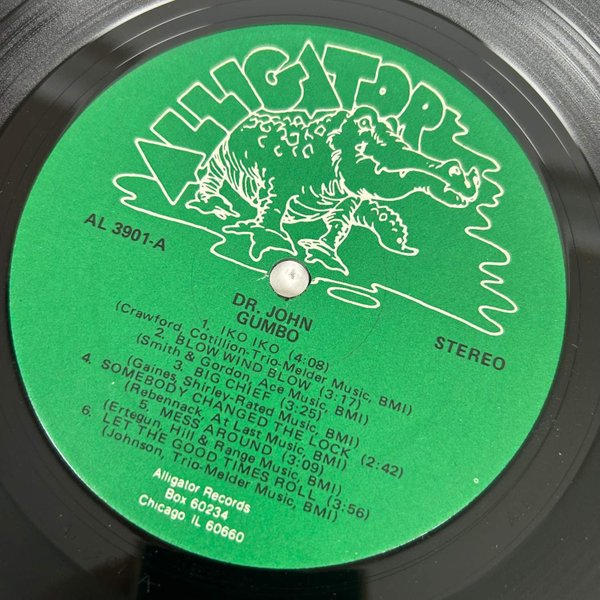 ALLIGATOR
AL 3901-A
STEREO
DR. JOHN
GUMBO
1. IKO IKO (4:08)
(Crawford, Cotillion-Trio-Melder Music, BMI)
2. BLOW WIND BLOW (3:17)
(Smith & Gordon, Ace Music, BMI)
3. BIG CHIEF (3:25)
(Gaines, Shirley-Rated Music, BMI)
4. SOMEBODY CHANGED THE LOCK (2:42)
(Rebennack, At Last Music, BMI)
5. MESS AROUND (3:09)
(Ertegun, Hill & Range Music, BMI)
6. LET THE GOOD TIMES ROLL (3:56)
(Johnson, Trio-Melder Music, BMI)
Alligator Records
Box 60234
Chicago IL 60660